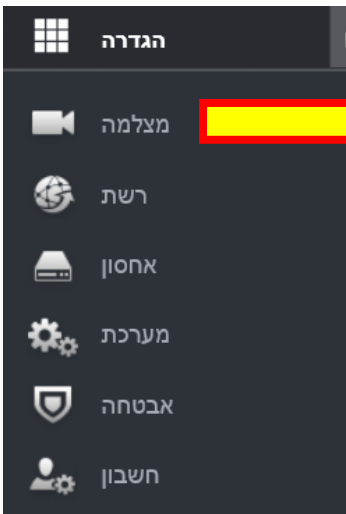 הגדרה
מצלמה
רשת
אחסון
מערכת
אבטחה
חשבון